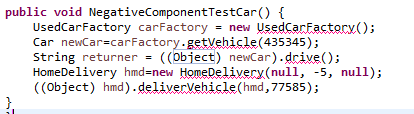 public void NegativeComponentTestCar() {
UsedCarFactory carFactory = new UsedCarFactory();
Car newCar=carFactory.getVehicle(435345);
String returner = ((Object) newCar).drive();
HomeDelivery hmd=new HomeDelivery(null, -5, null);
((Object) hmd).deliverVehicle(hmd,77585);
}